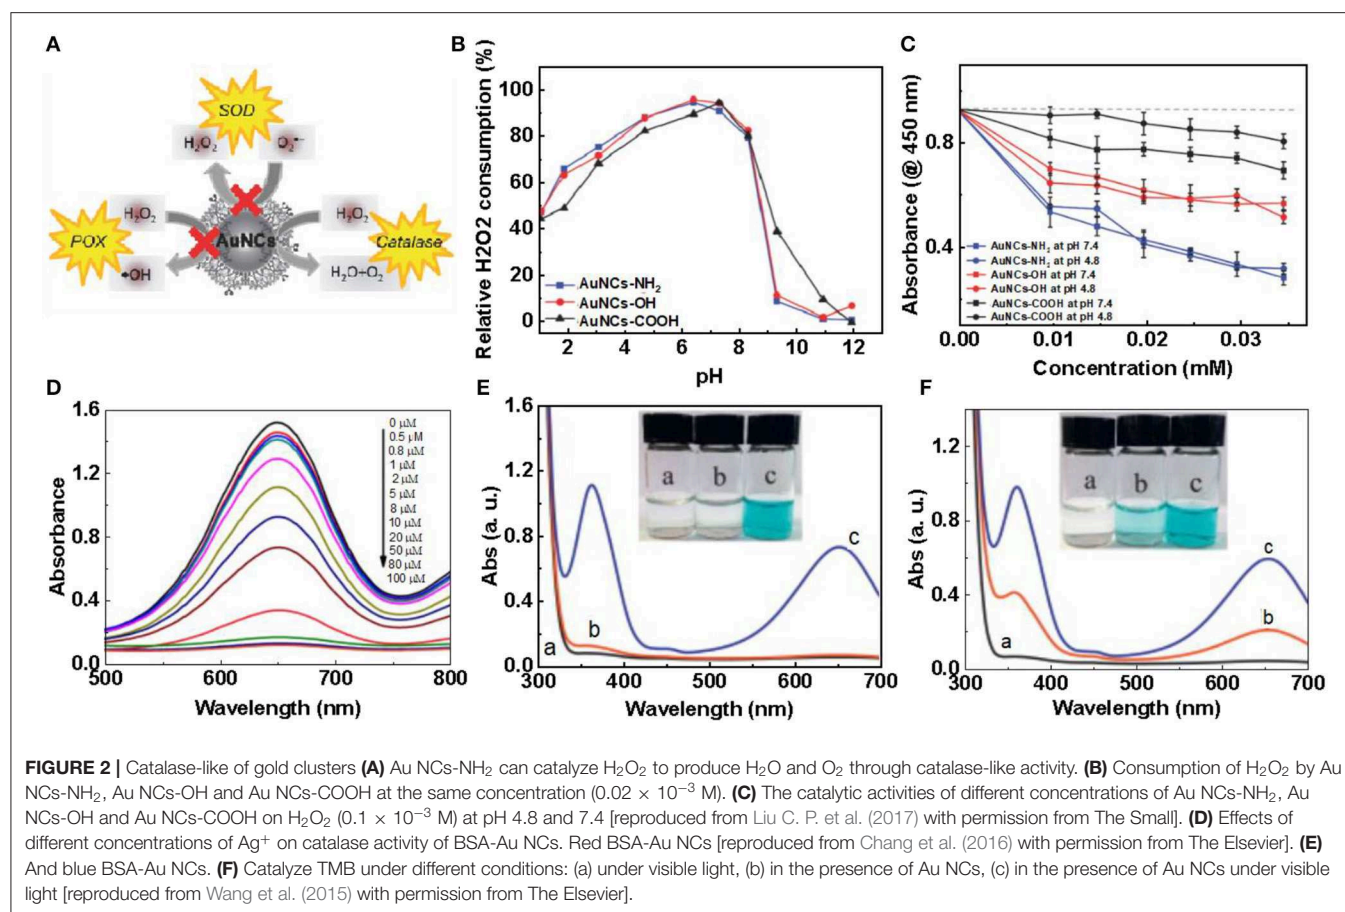 A
SOD
H₂O₂
O₂•−
H₂O₂
H₂O₂
POX
AuNCs
Catalase
•OH
H₂O+O₂
B
Relative H2O2 consumption (%)
100
80
60
40
20
0
AuNCs-NH₂
AuNCs-OH
AuNCs-COOH
2
4
6
8
10
12
pH
C
Absorbance (@ 450 nm)
0.8
0.4
AuNCs-NH₂ at pH 7.4
AuNCs-NH₂ at pH 4.8
AuNCs-OH at pH 7.4
AuNCs-OH at pH 4.8
AuNCs-COOH at pH 7.4
AuNCs-COOH at pH 4.8
0.00
0.01
0.02
0.03
Concentration (mM)
D
Absorbance
1.6
1.2
0.8
0.4
0.0
0 μM
0.5 μM
0.8 μM
1 μM
2 μM
5 μM
8 μM
10 μM
20 μM
50 μM
80 μM
100 μM
500
600
700
800
Wavelength (nm)
E
Abs (a. u.)
1.6
1.2
0.8
0.4
0.0
a
b
c
c
b
a
300
400
500
600
700
Wavelength (nm)
F
Abs (a. u.)
1.6
1.2
0.8
0.4
0.0
a
b
c
c
b
a
300
400
500
600
700
Wavelength (nm)
FIGURE 2 | Catalase-like of gold clusters (A) Au NCs-NH₂ can catalyze H₂O₂ to produce H₂O and O₂ through catalase-like activity. (B) Consumption of H₂O₂ by Au
NCs-NH₂, Au NCs-OH and Au NCs-COOH at the same concentration (0.02 × 10⁻³ M). (C) The catalytic activities of different concentrations of Au NCs-NH₂, Au
NCs-OH and Au NCs-COOH on H₂O₂ (0.1 × 10⁻³ M) at pH 4.8 and 7.4 [reproduced from Liu C. P. et al. (2017) with permission from The Small]. (D) Effects of
different concentrations of Ag⁺ on catalase activity of BSA-Au NCs. Red BSA-Au NCs [reproduced from Chang et al. (2016) with permission from The Elsevier]. (E)
And blue BSA-Au NCs. (F) Catalyze TMB under different conditions: (a) under visible light, (b) in the presence of Au NCs, (c) in the presence of Au NCs under visible
light [reproduced from Wang et al. (2015) with permission from The Elsevier].